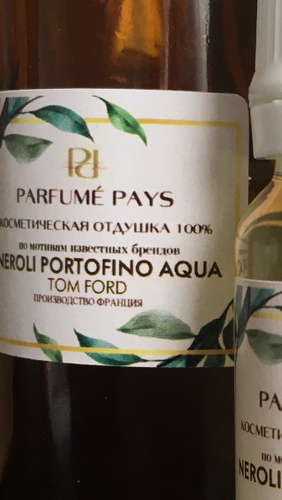 PARFUMÉ PAYS
КОСМЕТИЧЕСКАЯ ОТДУШКА 100%
по мотивам известных брендов
NEROLI PORTOFINO AQUA
TOM FORD
ПРОИЗВОДСТВО ФРАНЦИЯ
PA
КОСМЕТИ
по мо
NEROLI